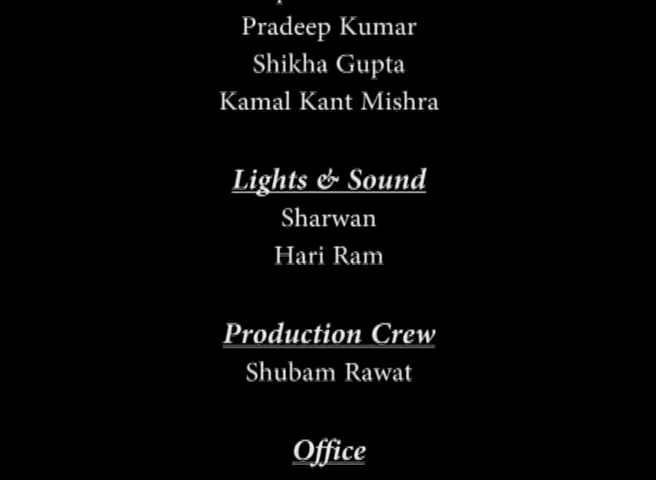 Pradeep Kumar
Shikha Gupta
Kamal Kant Mishra
Lights & Sound
Sharwan
Hari Ram
Production Crew
Shubam Rawat
Office